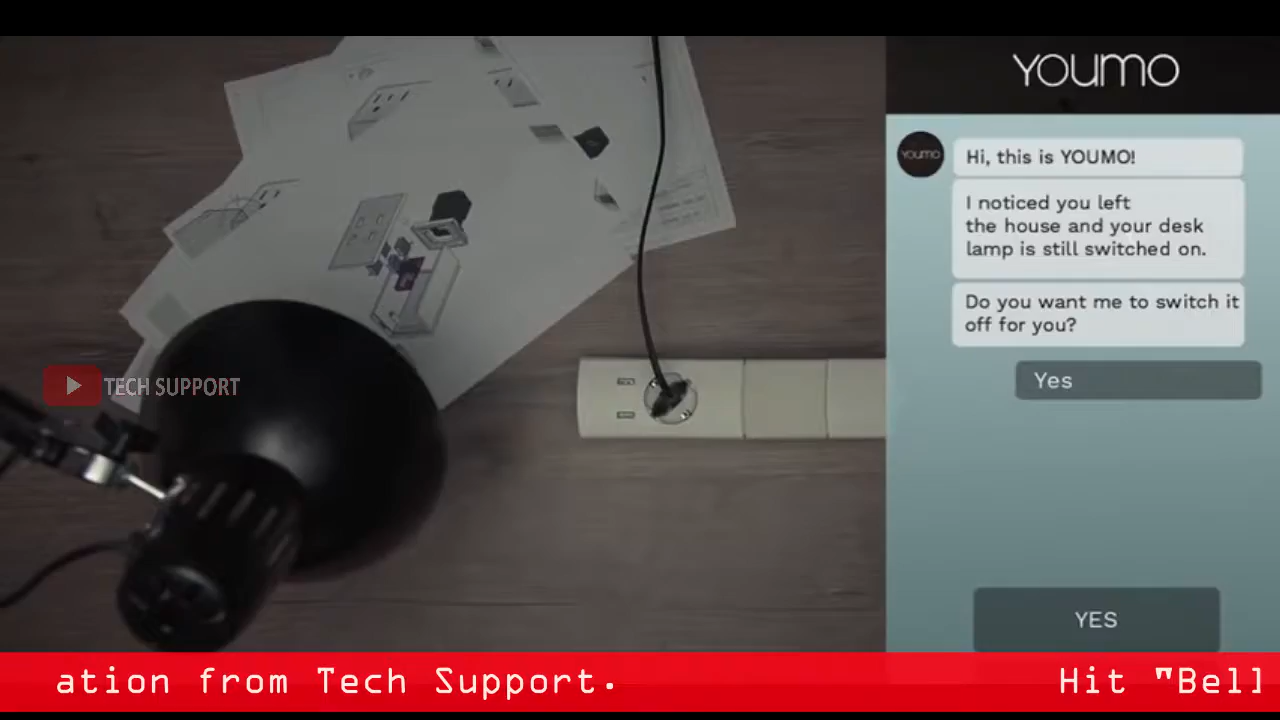 YOUMO
YOUMO
Hi, this is YOUMO!
I noticed you left
the house and your desk
lamp is still switched on.
Do you want me to switch it
off for you?
Yes
TECH SUPPORT
YES
ation from Tech Support.
Hit "Bell